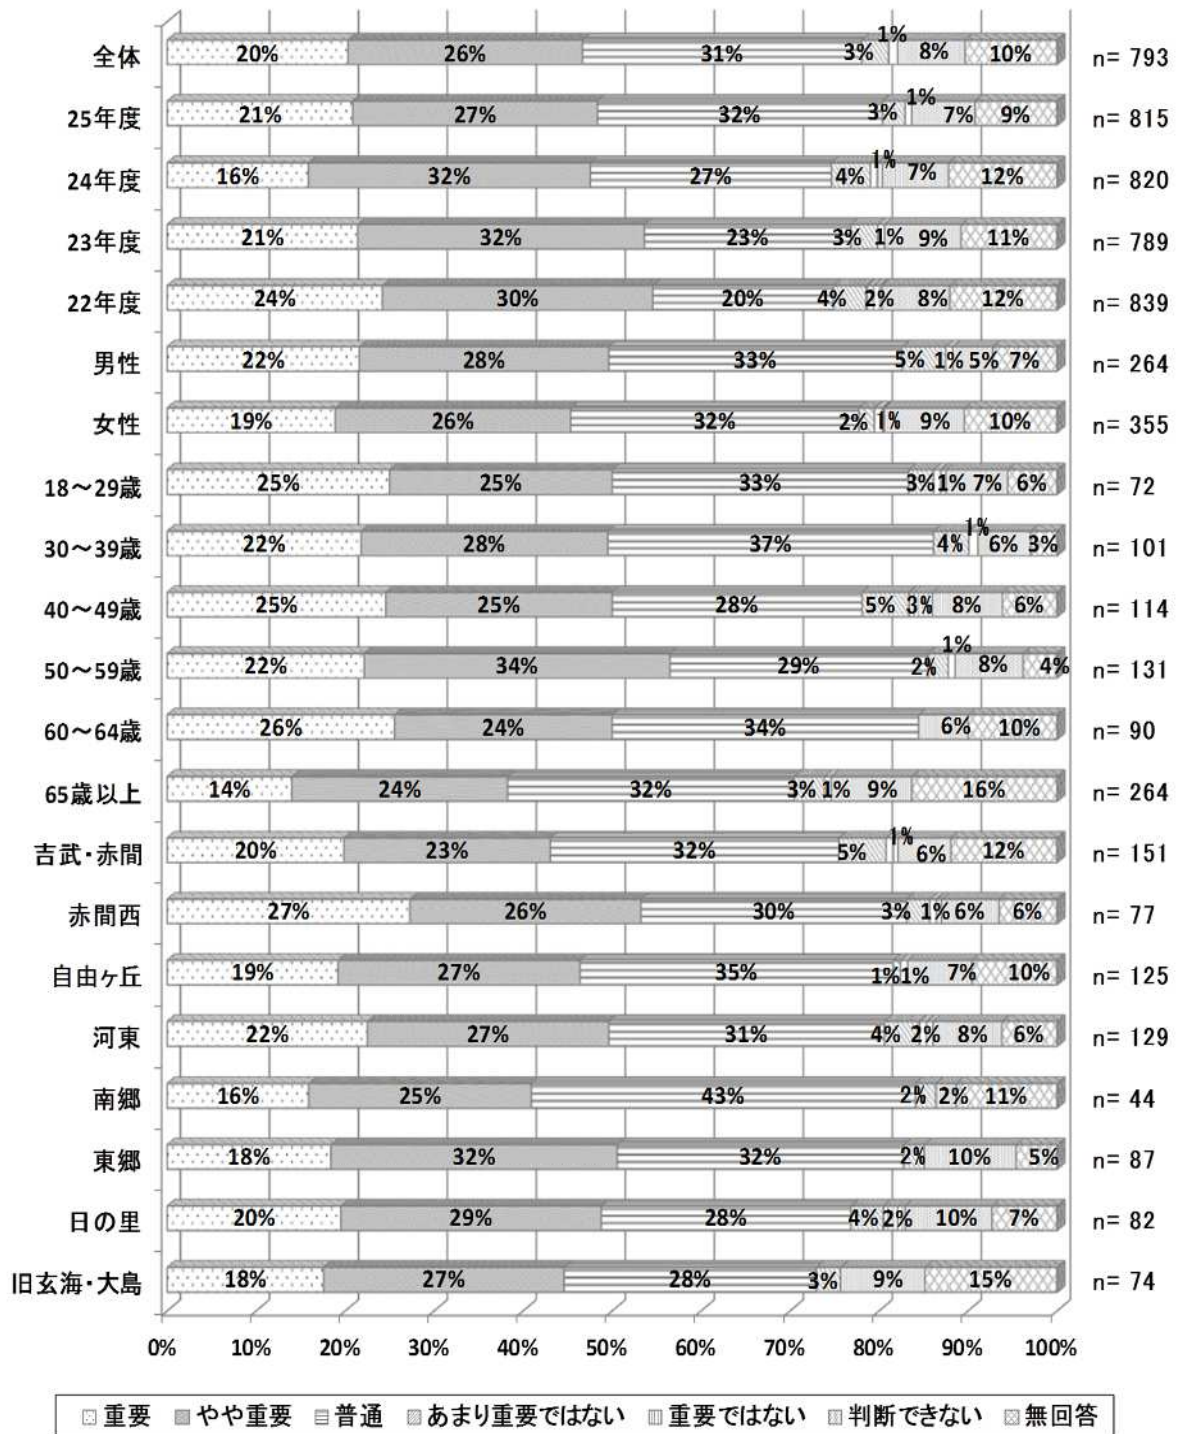 全体 20% 26% 31% 3% 1% 8% 10% n= 793
25年度 21% 27% 32% 3% 1% 7% 9% n= 815
24年度 16% 32% 27% 4% 1% 7% 12% n= 820
23年度 21% 32% 23% 3% 1% 9% 11% n= 789
22年度 24% 30% 20% 4% 2% 8% 12% n= 839
男性 22% 28% 33% 5% 1% 5% 7% n= 264
女性 19% 26% 32% 2% 1% 9% 10% n= 355
18～29歳 25% 25% 33% 3% 1% 7% 6% n= 72
30～39歳 22% 28% 37% 4% 1% 6% 3% n= 101
40～49歳 25% 25% 28% 5% 3% 8% 6% n= 114
50～59歳 22% 34% 29% 2% 1% 8% 4% n= 131
60～64歳 26% 24% 34% 6% 10% n= 90
65歳以上 14% 24% 32% 3% 1% 9% 16% n= 264
吉武・赤間 20% 23% 32% 5% 1% 6% 12% n= 151
赤間西 27% 26% 30% 3% 1% 6% 6% n= 77
自由ヶ丘 19% 27% 35% 1% 1% 7% 10% n= 125
河東 22% 27% 31% 4% 2% 8% 6% n= 129
南郷 16% 25% 43% 2% 2% 11% n= 44
東郷 18% 32% 32% 2% 10% 5% n= 87
日の里 20% 29% 28% 4% 2% 10% 7% n= 82
旧玄海・大島 18% 27% 28% 3% 9% 15% n= 74
0% 10% 20% 30% 40% 50% 60% 70% 80% 90% 100%
重要 やや重要 普通 あまり重要ではない 重要ではない 判断できない 無回答